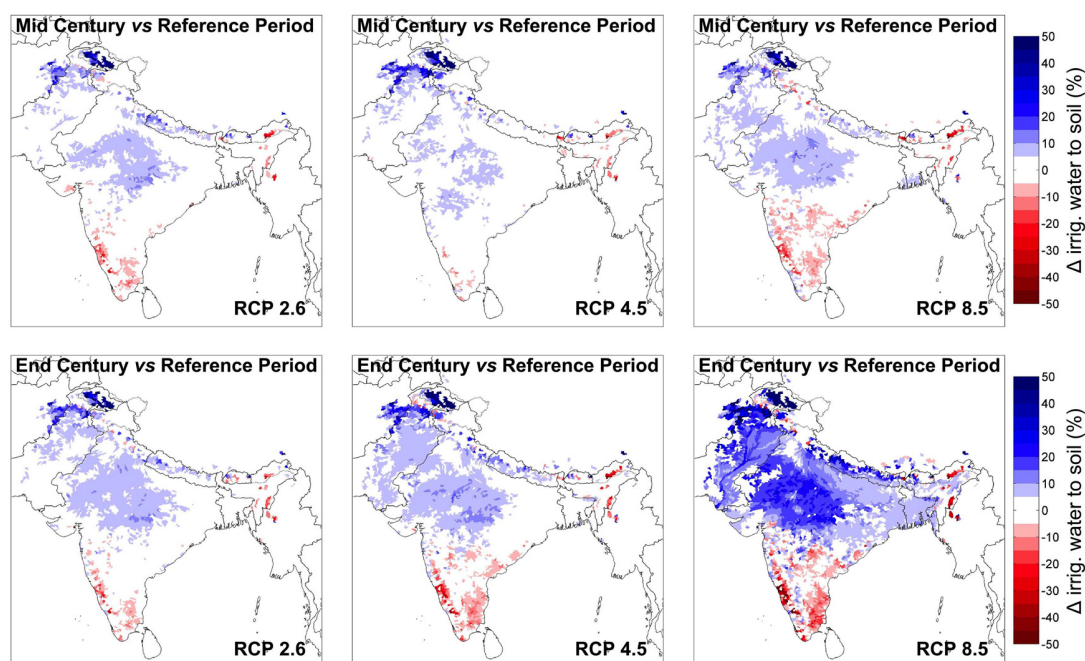 Mid Century vs Reference Period
RCP 2.6
Mid Century vs Reference Period
RCP 4.5
Mid Century vs Reference Period
RCP 8.5
50
40
30
20
10
0
-10
-20
-30
-40
-50
Δ irrig. water to soil (%)
End Century vs Reference Period
RCP 2.6
End Century vs Reference Period
RCP 4.5
End Century vs Reference Period
RCP 8.5
50
40
30
20
10
0
-10
-20
-30
-40
-50
Δ irrig. water to soil (%)